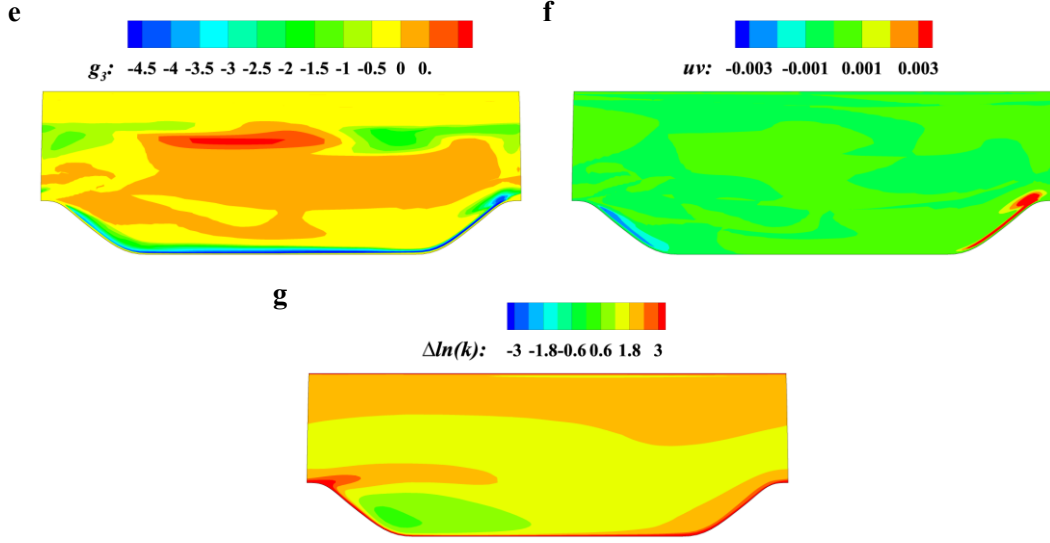 e
f
g₃: -4.5 -4 -3.5 -3 -2.5 -2 -1.5 -1 -0.5 0 0.
uv: -0.003 -0.001 0.001 0.003
g
Δln(k): -3 -1.8 -0.6 0.6 1.8 3